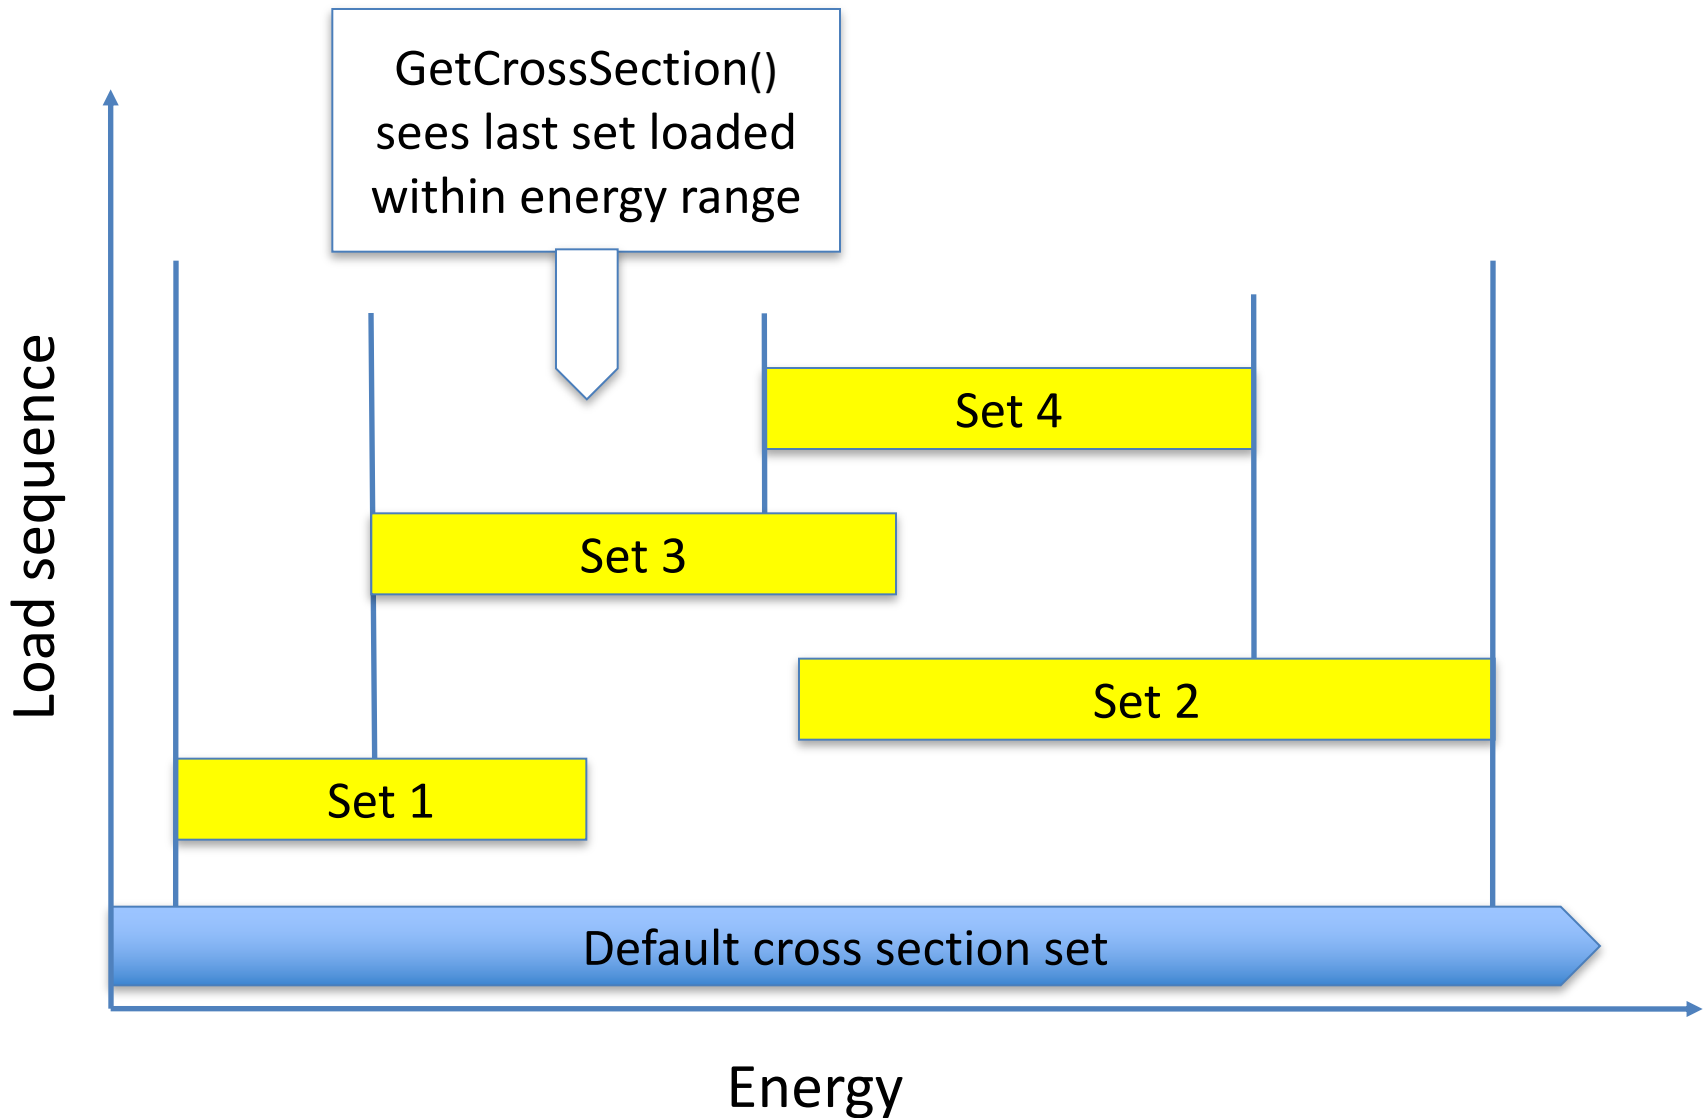 GetCrossSection()
sees last set loaded
within energy range
Load sequence
Set 4
Set 3
Set 2
Set 1
Default cross section set
Energy